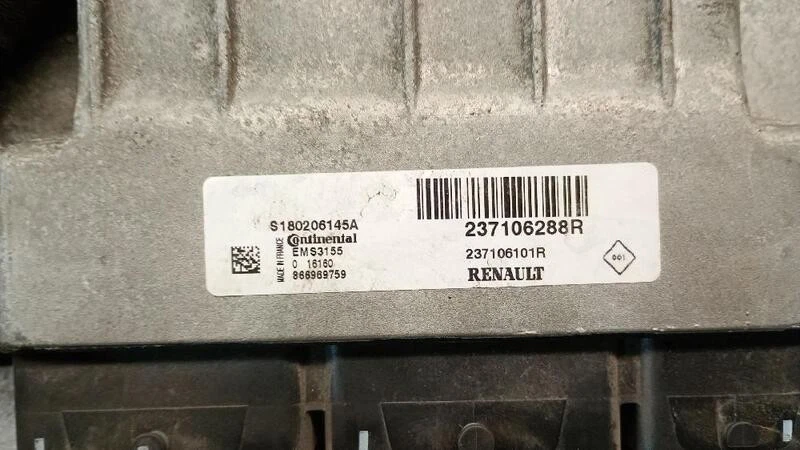 S180206145A
Continental
EMS3155
0 16160
866969759
MADE IN FRANCE
237106288R
237106101R
RENAULT
001